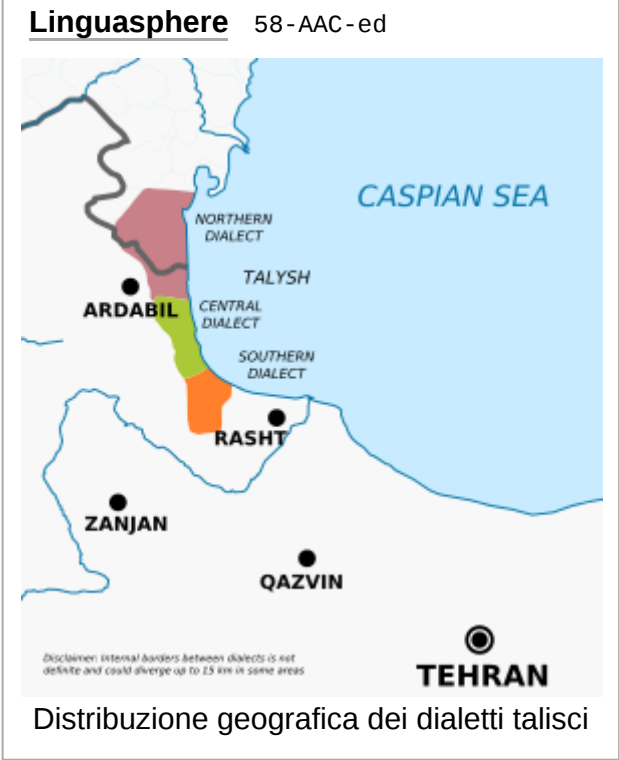 Linguasphere 58-AAC-ed
CASPIAN SEA
NORTHERN
DIALECT
TALYSH
ARDABIL
CENTRAL
DIALECT
SOUTHERN
DIALECT
RASHT
ZANJAN
QAZVIN
Disclaimer: Internal borders between dialects is not
definite and could diverge up to 15 km in some areas
TEHRAN
Distribuzione geografica dei dialetti talisci